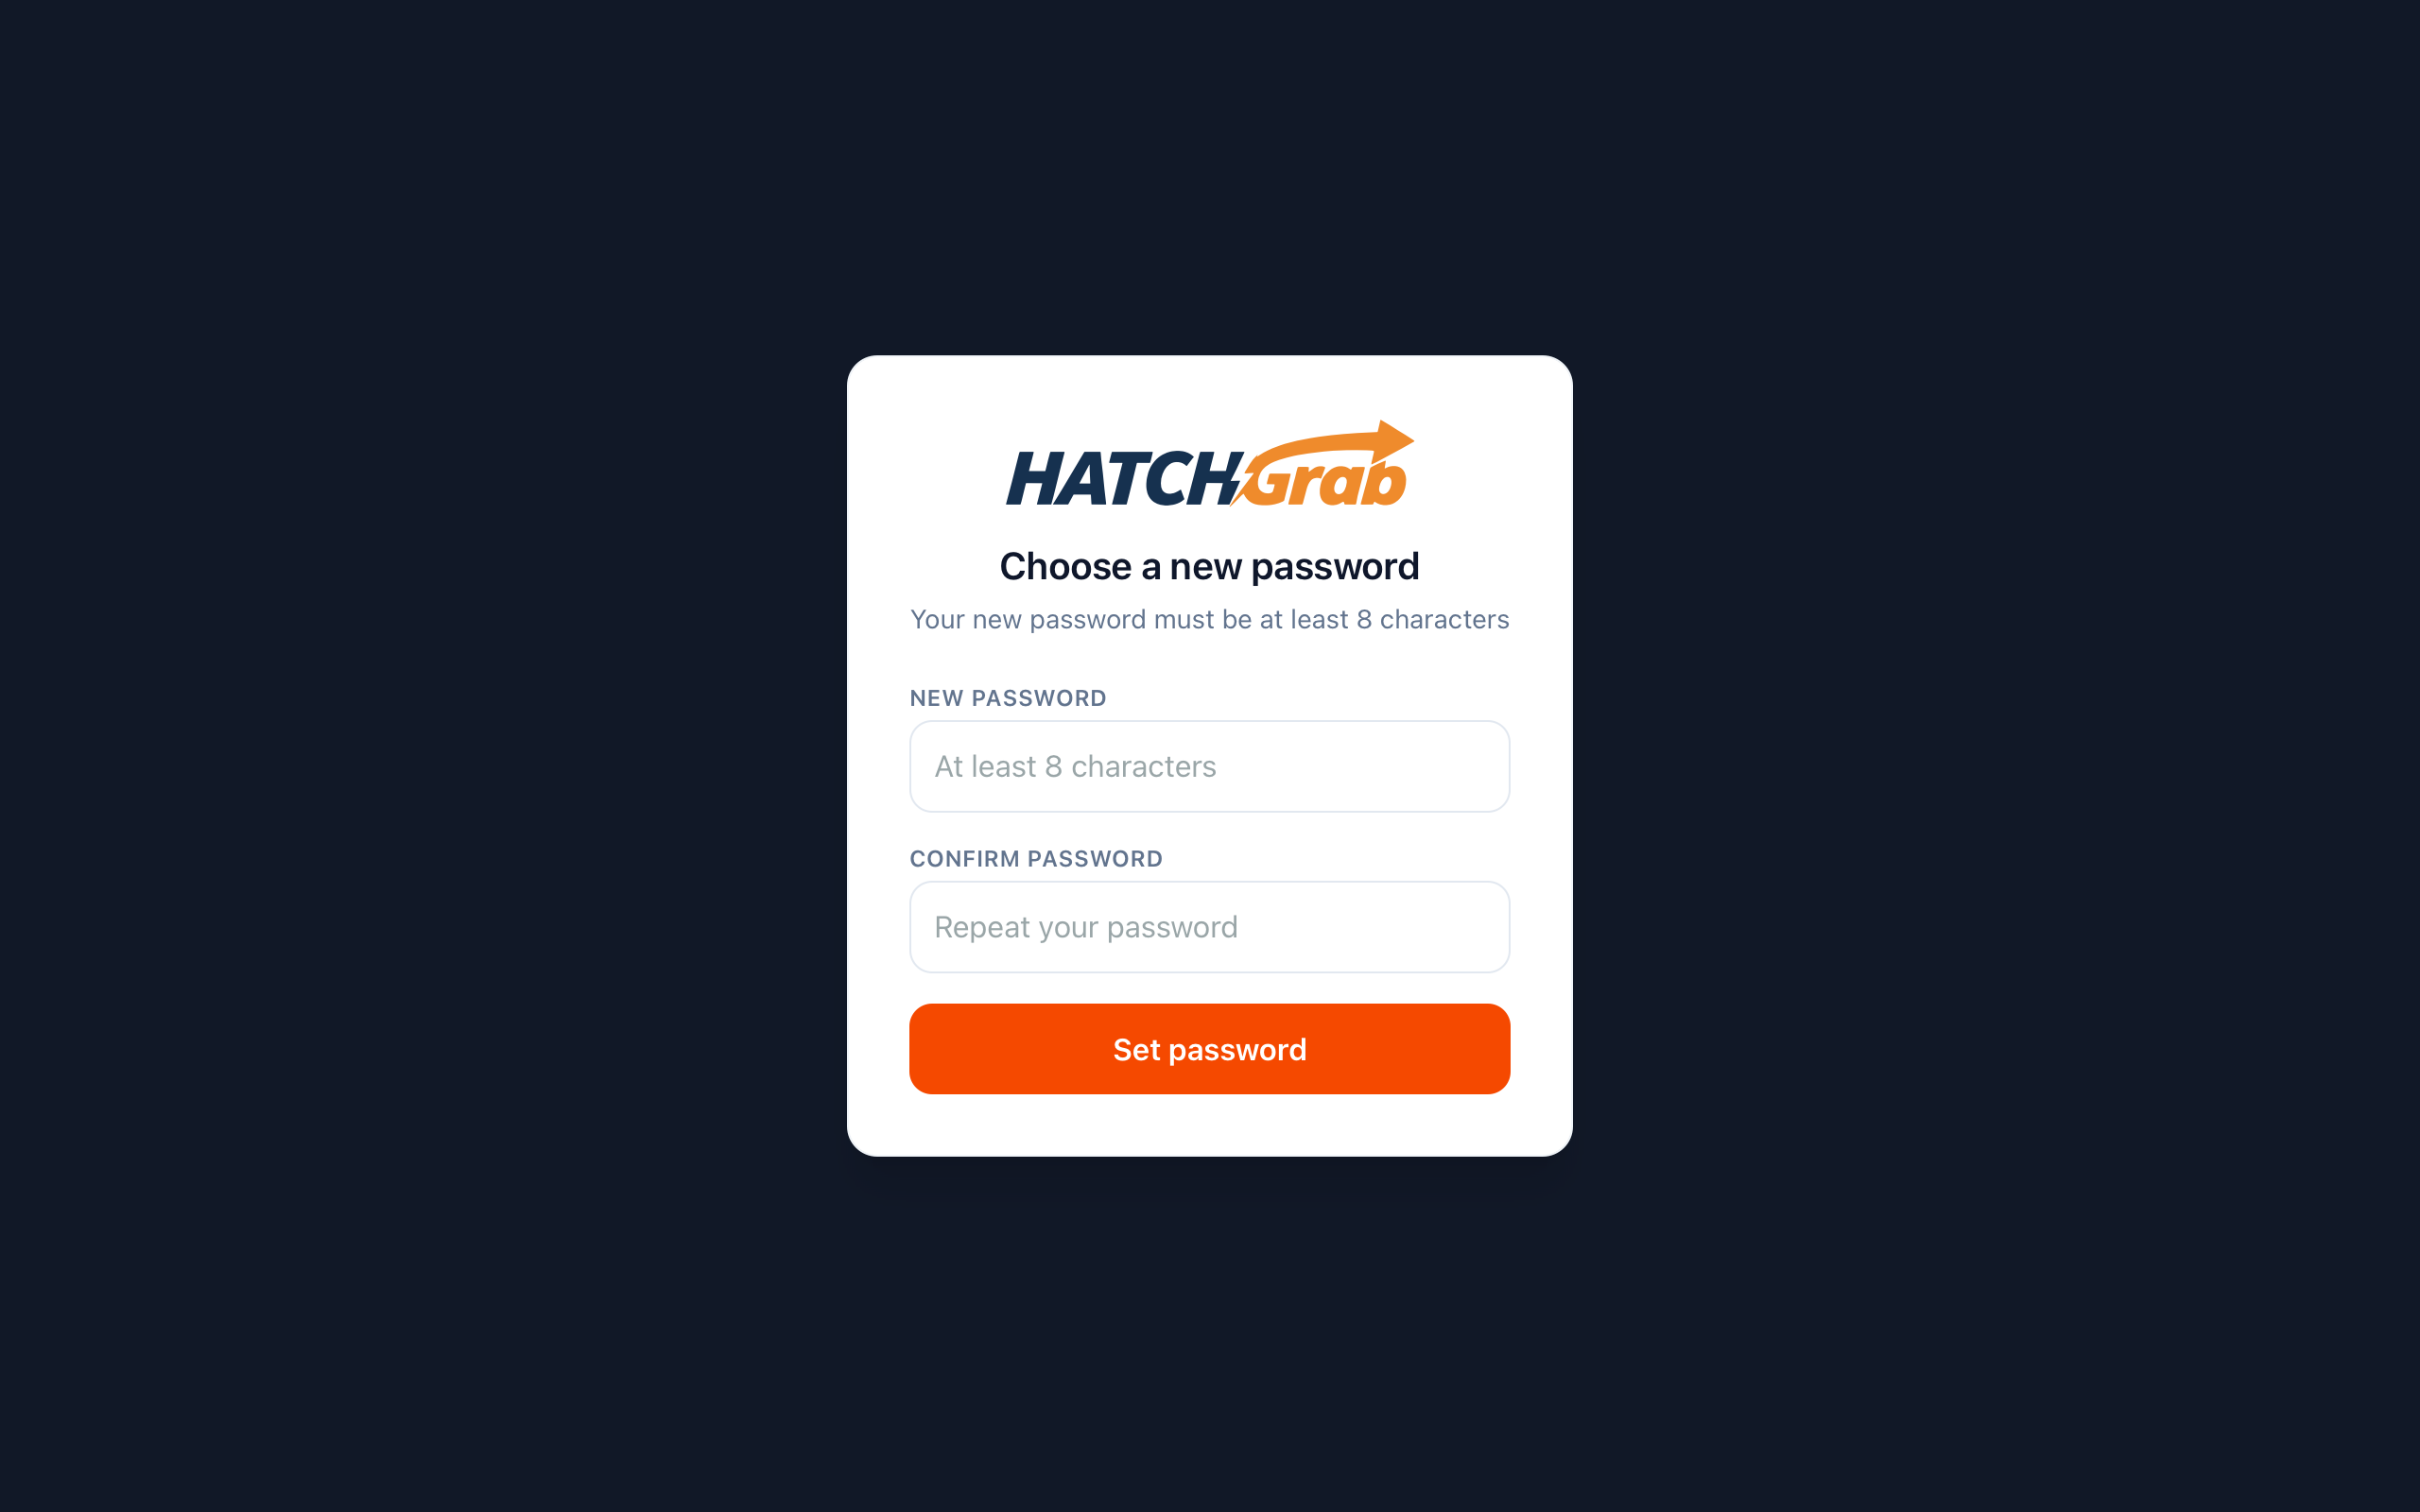 HATCHGrab
Choose a new password
Your new password must be at least 8 characters
NEW PASSWORD
At least 8 characters
CONFIRM PASSWORD
Repeat your password
Set password